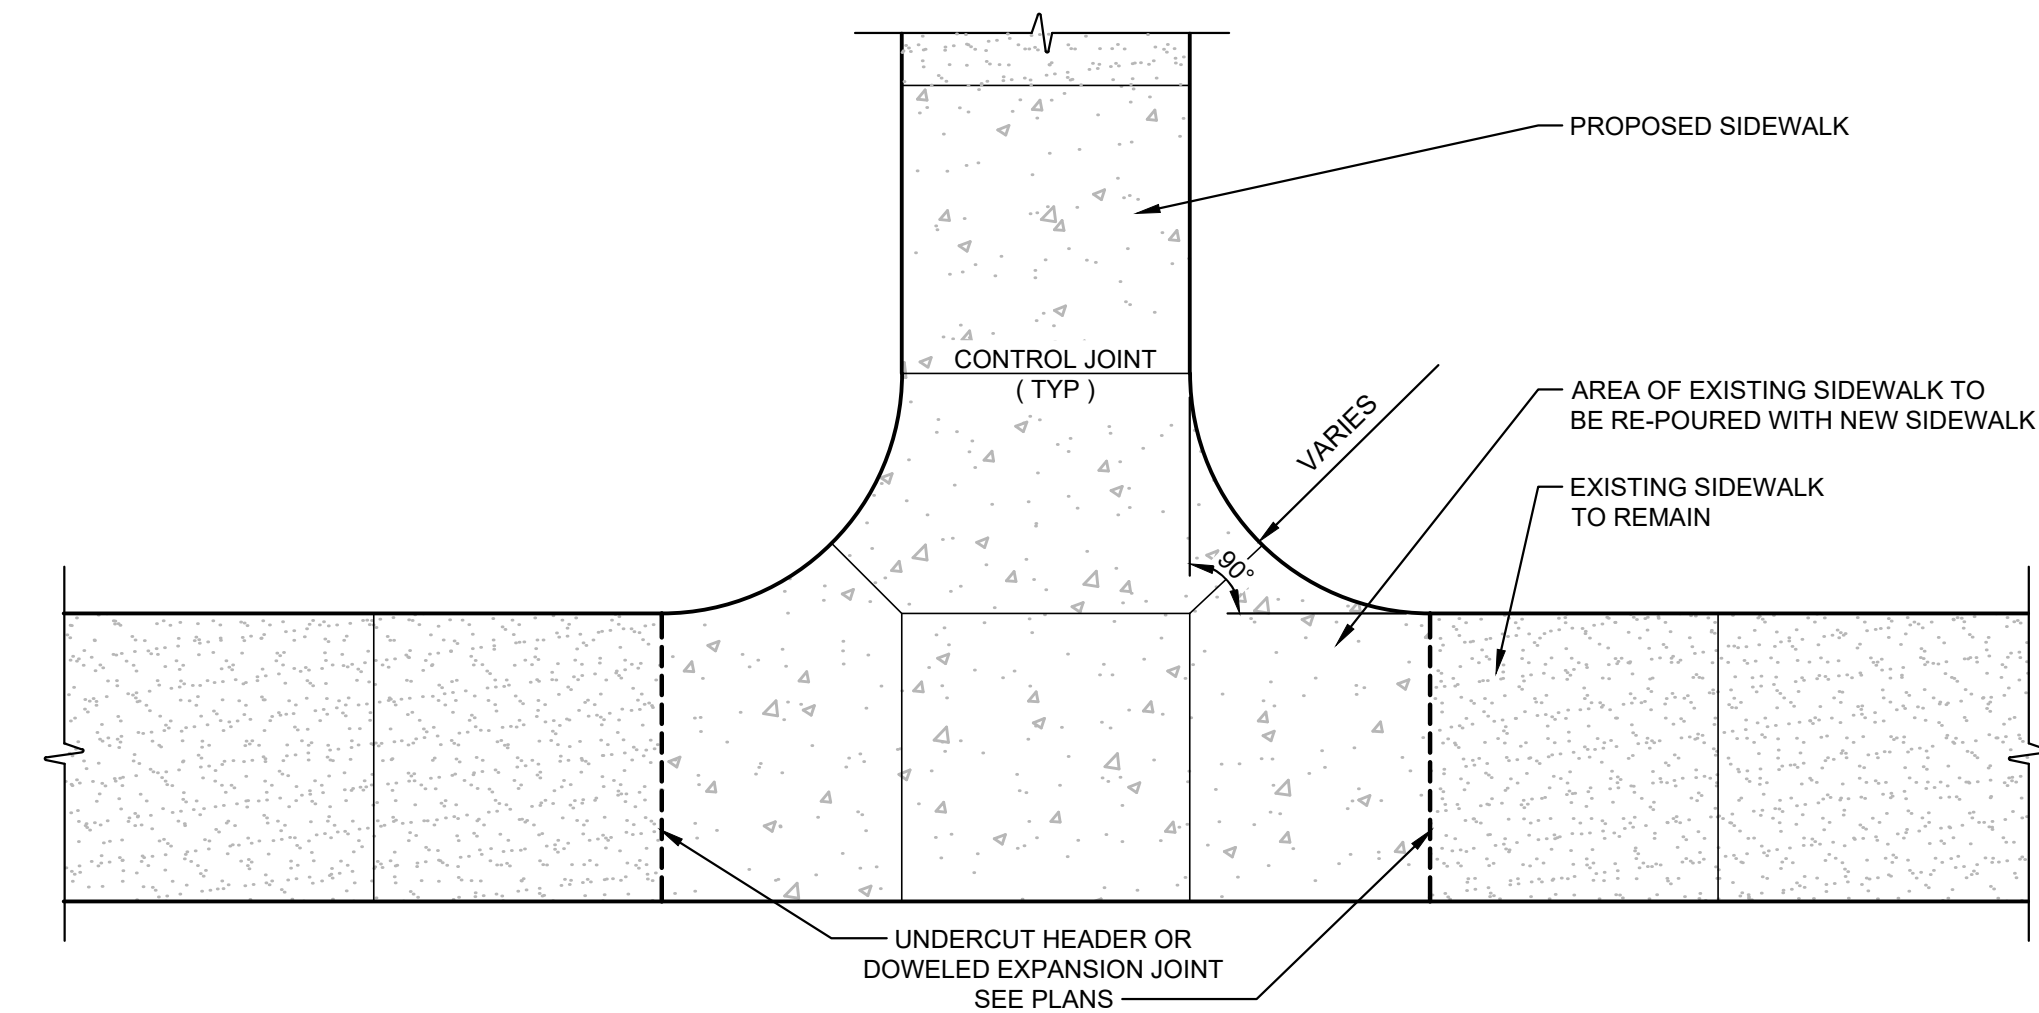 PROPOSED SIDEWALK
CONTROL JOINT
( TYP )
VARIES
AREA OF EXISTING SIDEWALK TO
BE RE-POURED WITH NEW SIDEWALK
EXISTING SIDEWALK
TO REMAIN
90°
UNDERCUT HEADER OR
DOWELED EXPANSION JOINT
SEE PLANS